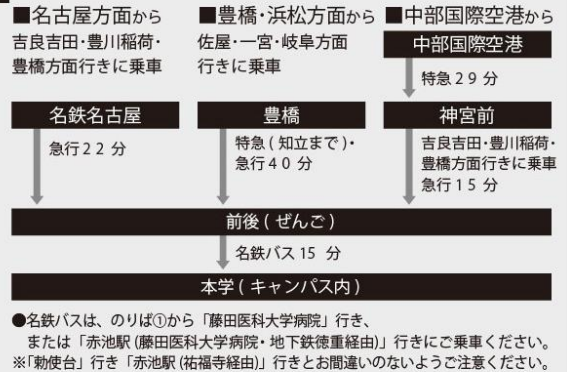 ■名古屋方面から
吉良吉田・豊川稲荷・
豊橋方面行きに乗車
名鉄名古屋
急行22 分
■豊橋・浜松方面から
佐屋・一宮・岐阜方面
行きに乗車
豊橋
特急(知立まで)・
急行40 分
■中部国際空港から
中部国際空港
特急29 分
神宮前
吉良吉田・豊川稲荷・
豊橋方面行きに乗車
急行15 分
前後(ぜんご)
名鉄バス15 分
本学(キャンパス内)
●名鉄バスは、のりば①から「藤田医科大学病院」行き、
または「赤池駅(藤田医科大学病院・地下鉄徳重経由)」行きにご乗車ください。
※「勅使台」行き「赤池駅(祐福寺経由)」行きとお間違いのないようご注意ください。